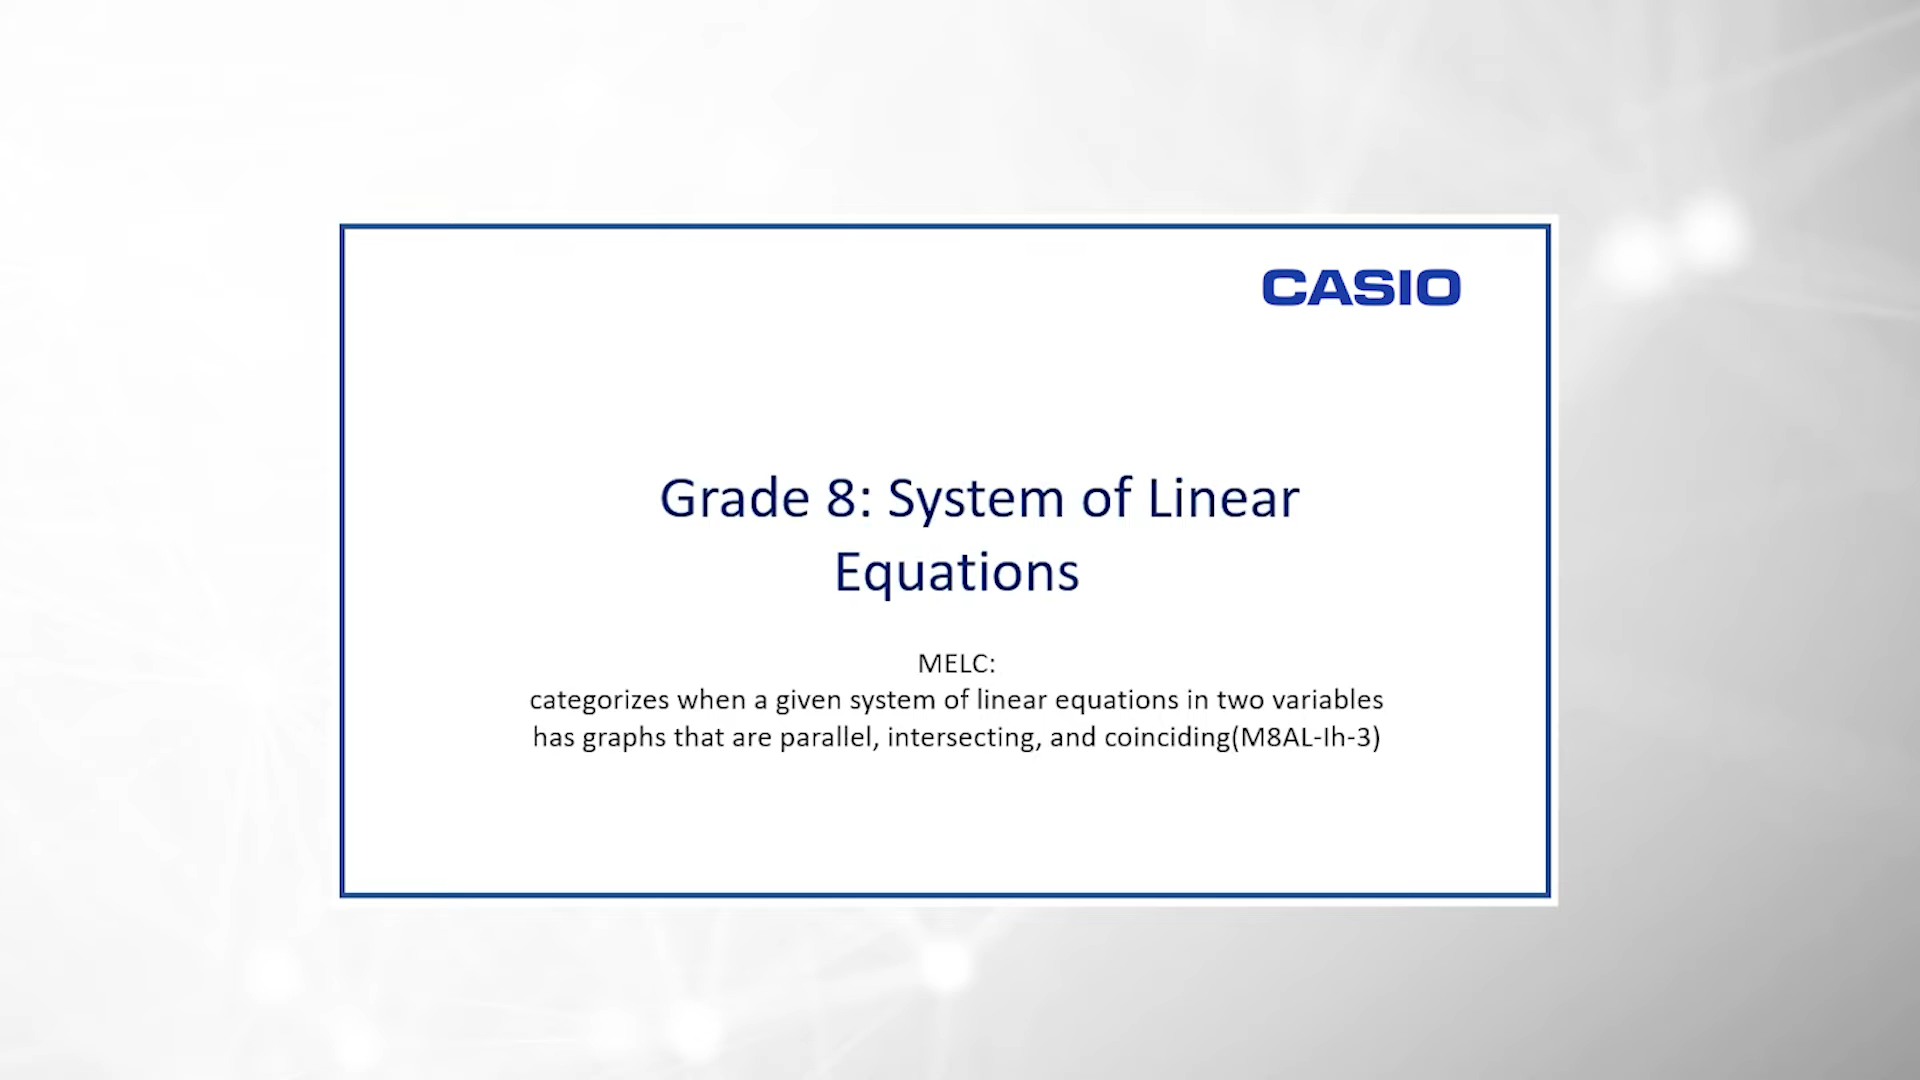 CASIO
Grade 8: System of Linear
Equations
MELC:
categorizes when a given system of linear equations in two variables
has graphs that are parallel, intersecting, and coinciding(M8AL-Ih-3)